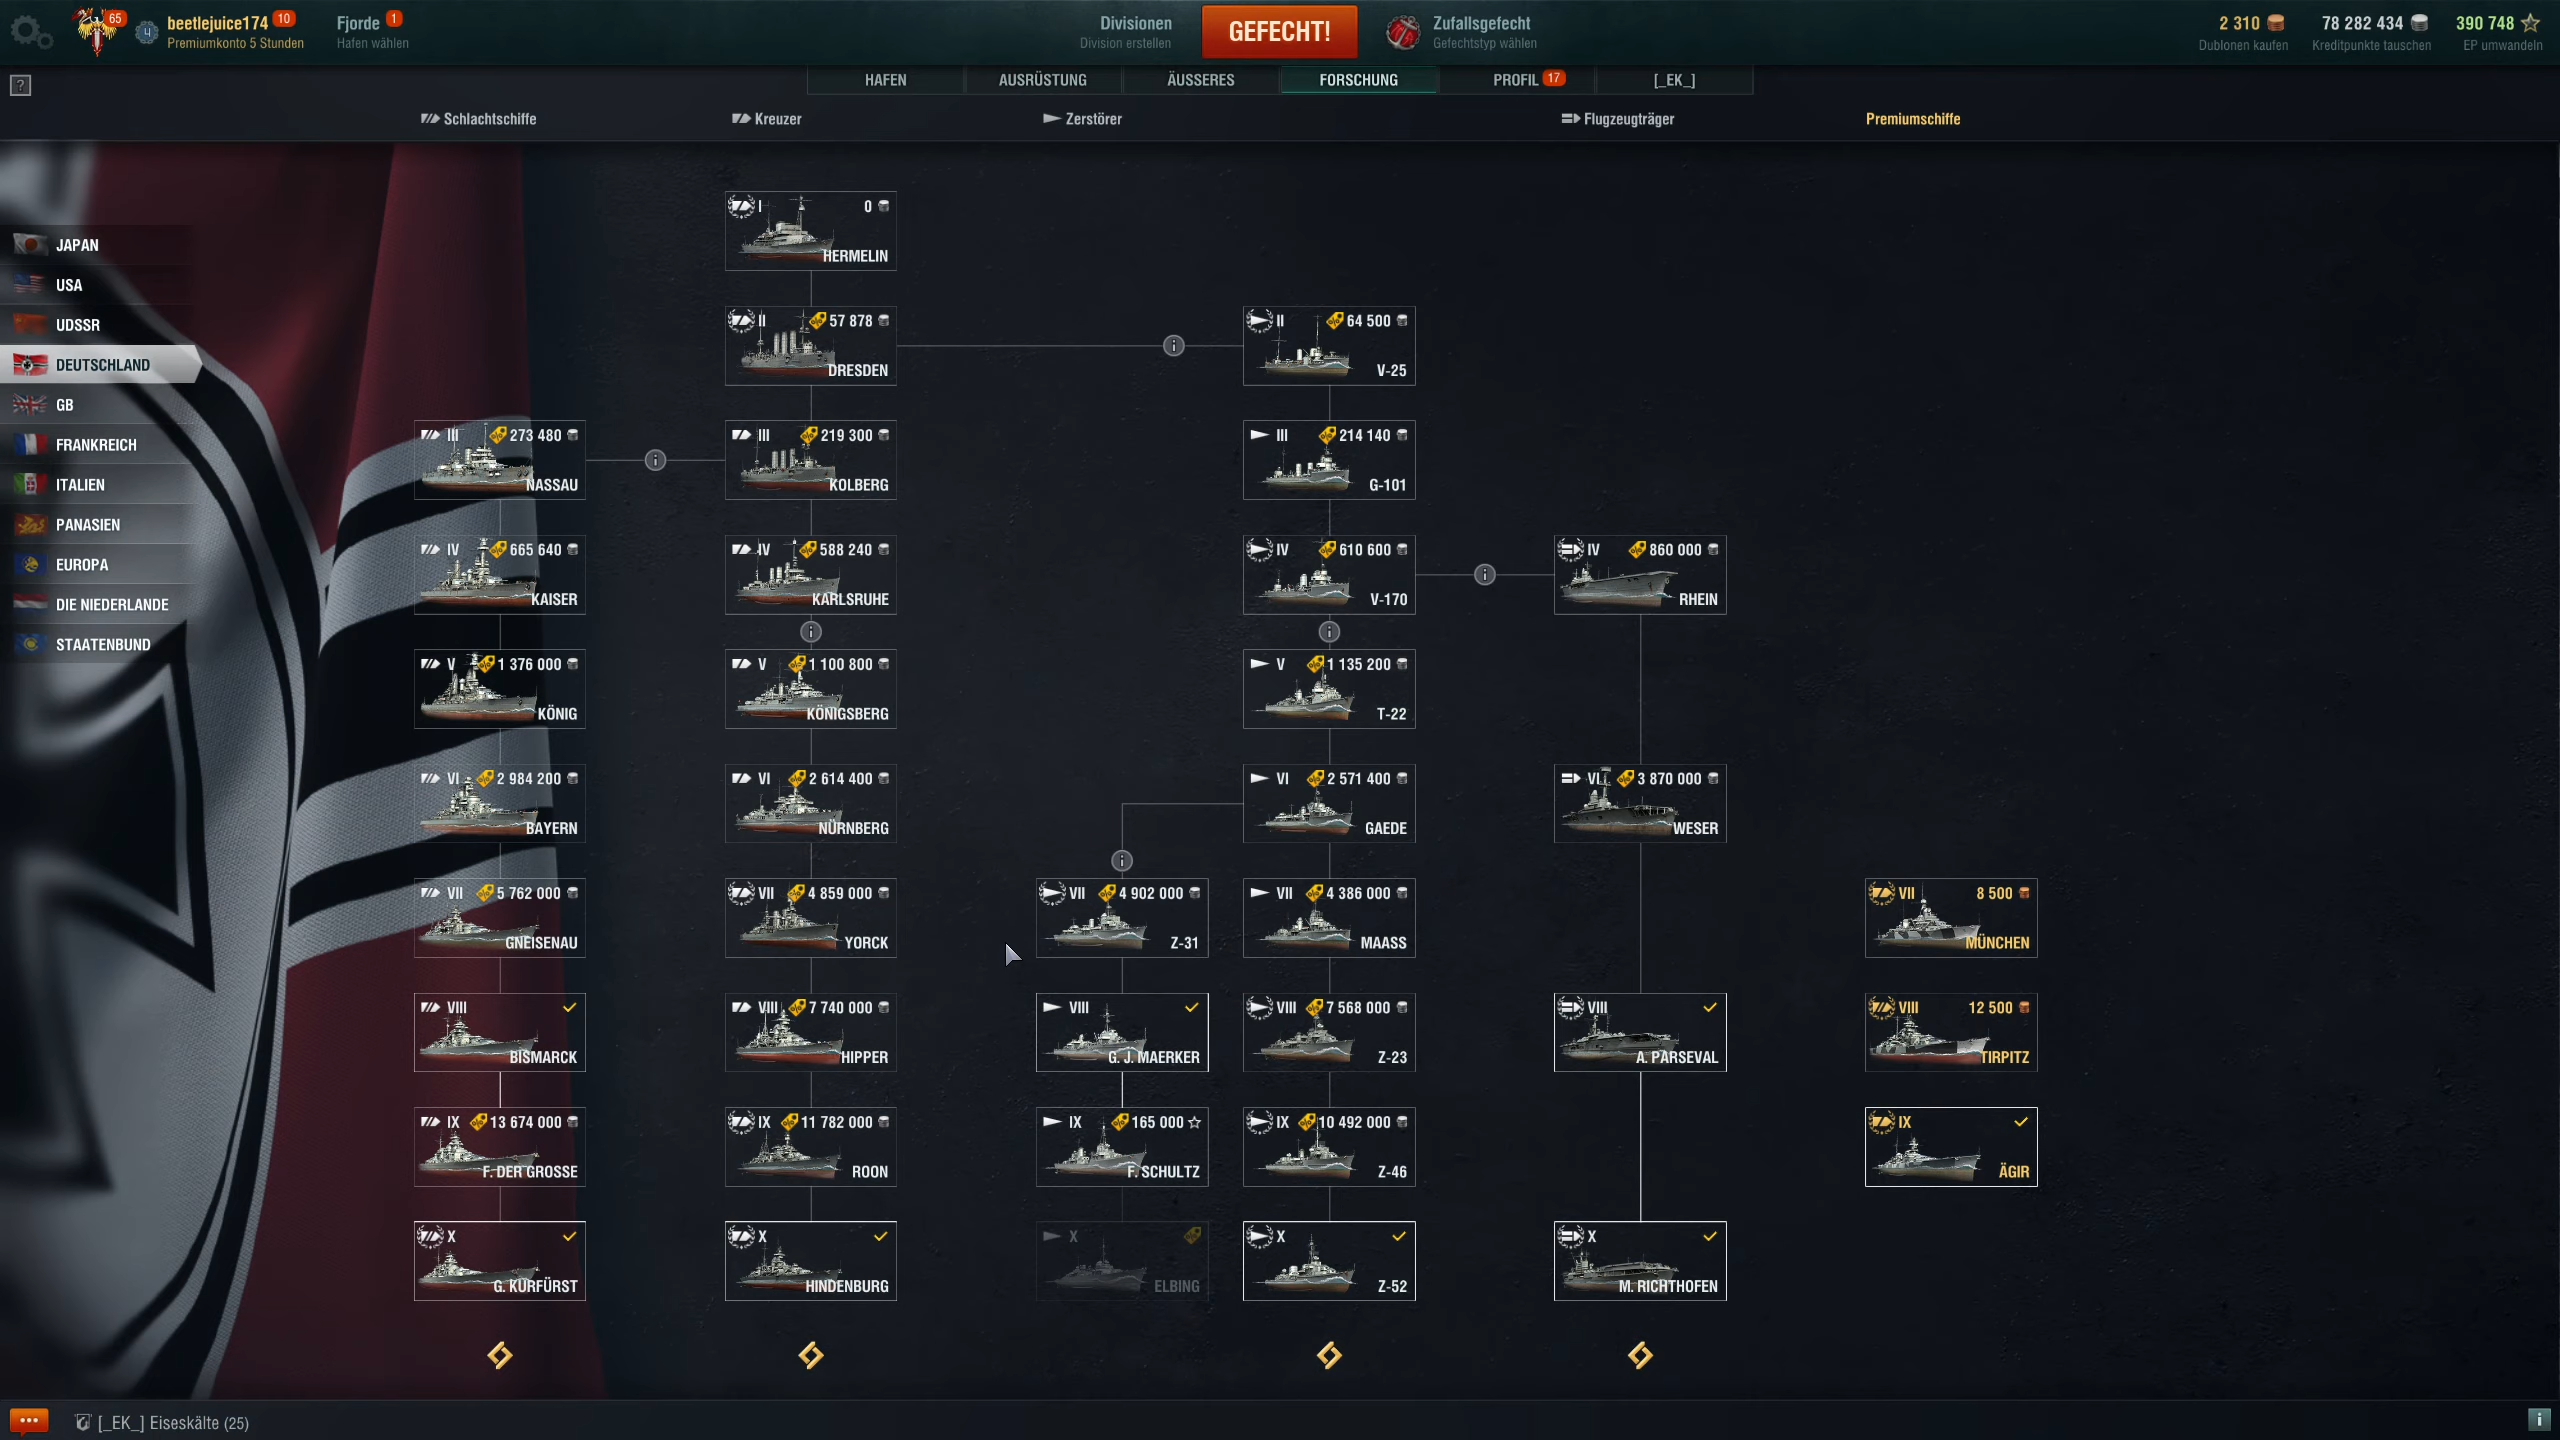 65 beetlejuice174 10 Fjorde 1 Divisionen GEFECHT! Zufallsgefecht 2 310 78 282 434 390 748
4 Premiumkonto 5 Stunden Hafen wählen Division erstellen Gefechtstyp wählen Dublonen kaufen Kreditpunkte tauschen EP umwandeln
? HAFEN AUSRÜSTUNG ÄUSSERES FORSCHUNG PROFIL 17 [_EK_]
Schlachtschiffe Kreuzer Zerstörer Flugzeugträger Premiumschiffe
JAPAN
USA
UDSSR
DEUTSCHLAND
GB
FRANKREICH
ITALIEN
PANASIEN
EUROPA
DIE NIEDERLANDE
STAATENBUND
I 0
HERMELIN
II 57 878 II 64 500
DRESDEN i V-25
III 273 480 III 219 300 III 214 140
NASSAU i KOLBERG G-101
IV 665 640 IV 588 240 IV 610 600 IV 860 000
KAISER KARLSRUHE V-170 i RHEIN
i i
V 1 376 000 V 1 100 800 V 1 135 200
KÖNIG KÖNIGSBERG T-22
VI 2 984 200 VI 2 614 400 VI 2 571 400 VI 3 870 000
BAYERN NÜRNBERG GAEDE WESER
i
VII 5 762 000 VII 4 859 000 VII 4 902 000 VII 4 386 000 VII 8 500
GNEISENAU YORCK Z-31 MAASS MÜNCHEN
VIII VIII 7 740 000 VIII VIII 7 568 000 VIII VIII 12 500
BISMARCK HIPPER G. J. MAERKER Z-23 A. PARSEVAL TIRPITZ
IX 13 674 000 IX 11 782 000 IX 165 000 IX 10 492 000 IX
F. DER GROSSE ROON F. SCHULTZ Z-46 ÄGIR
X X X X X
G. KURFÜRST HINDENBURG ELBING Z-52 M. RICHTHOFEN
[_EK_] Eiseskälte (25) i